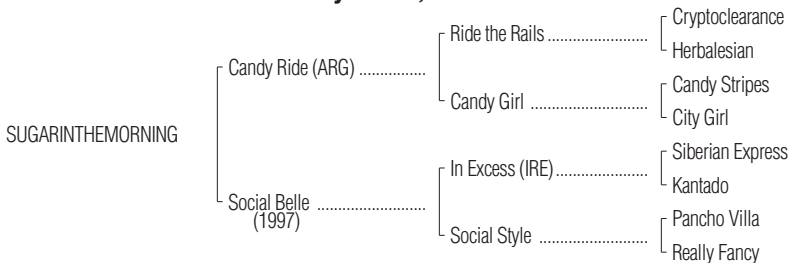 Cryptoclearance
Ride the Rails ...................
Herbalesian
Candy Ride (ARG) ................
Candy Stripes
Candy Girl ......................
City Girl
SUGARINTHEMORNING
Siberian Express
In Excess (IRE) .................
Kantado
Social Belle ....................
(1997)
Pancho Villa
Social Style ....................
Really Fancy